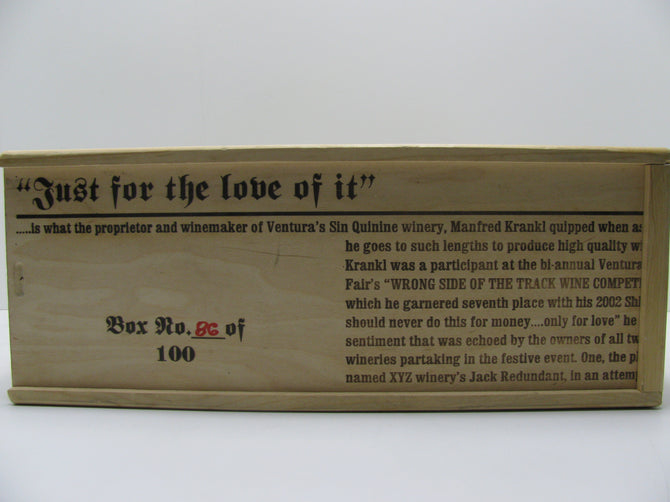 "Just for the love of it"
.....is what the proprietor and winemaker of Ventura's Sin Quinine winery, Manfred Krankl quipped when as
he goes to such lengths to produce high quality wi
Krankl was a participant at the bi-annual Ventura
Fair's "WRONG SIDE OF THE TRACK WINE COMPETI
which he garnered seventh place with his 2002 Shi
should never do this for money....only for love" he
sentiment that was echoed by the owners of all tw
wineries partaking in the festive event. One, the pl
named XYZ winery's Jack Redundant, in an attemp
Box No. 86 of
100